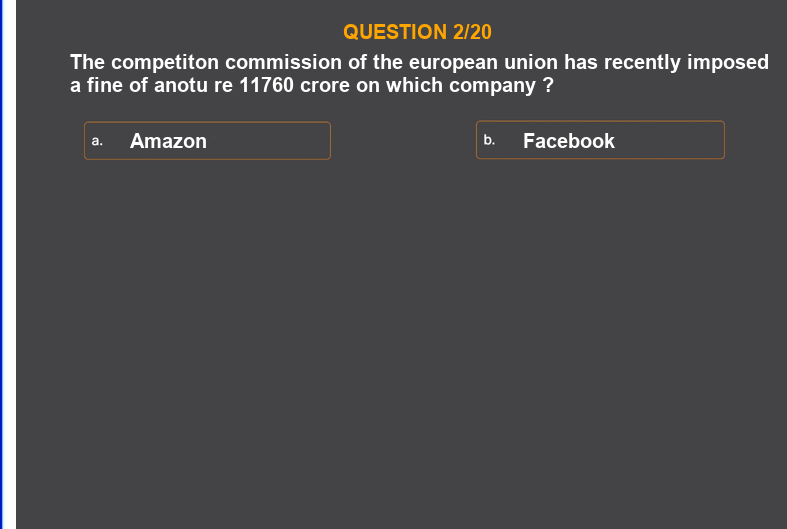 QUESTION 2/20
The competiton commission of the european union has recently imposed
a fine of anotu re 11760 crore on which company ?
a. Amazon
b. Facebook